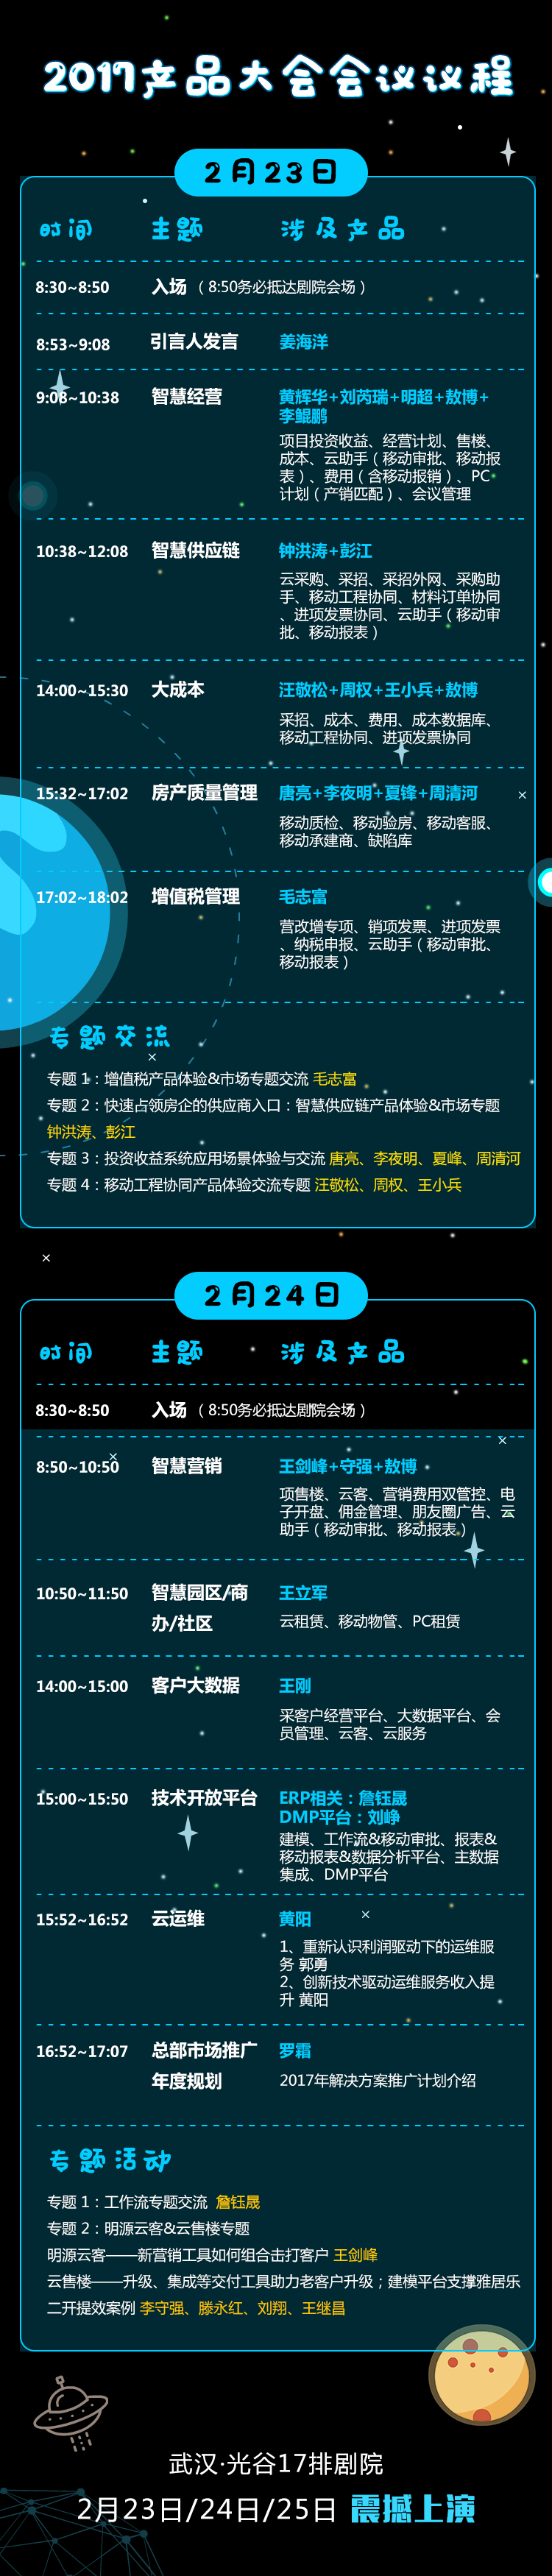 2017产品大会会议议程
2月23日
时间 主题 涉及产品
8:30~8:50 入场（8:50务必抵达剧院会场）
8:53~9:08 引言人发言 姜海洋
9:08~10:38 智慧经营 黄辉华+刘芮瑞+明超+敖博+
李鲲鹏
项目投资收益、经营计划、售楼、
成本、云助手（移动审批、移动报
表）、费用（含移动报销）、PC
计划（产销匹配）、会议管理
10:38~12:08 智慧供应链 钟洪涛+彭江
云采购、采招、采招外网、采购助
手、移动工程协同、材料订单协同
、进项发票协同、云助手（移动审
批、移动报表）
14:00~15:30 大成本 汪敬松+周权+王小兵+敖博
采招、成本、费用、成本数据库、
移动工程协同、进项发票协同
15:32~17:02 房产质量管理 唐亮+李夜明+夏锋+周清河
移动质检、移动验房、移动客服、
移动承建商、缺陷库
17:02~18:02 增值税管理 毛志富
营改增专项、销项发票、进项发票
、纳税申报、云助手（移动审批、
移动报表）
专题交流
专题 1：增值税产品体验&市场专题交流 毛志富
专题 2：快速占领房企的供应商入口：智慧供应链产品体验&市场专题
钟洪涛、彭江
专题 3：投资收益系统应用场景体验与交流 唐亮、李夜明、夏峰、周清河
专题 4：移动工程协同产品体验交流专题 汪敬松、周权、王小兵
2月24日
时间 主题 涉及产品
8:30~8:50 入场（8:50务必抵达剧院会场）
8:50~10:50 智慧营销 王剑峰+守强+敖博
项售楼、云客、营销费用双管控、电
子开盘、佣金管理、朋友圈广告、云
助手（移动审批、移动报表）
10:50~11:50 智慧园区/商 王立军
办/社区 云租赁、移动物管、PC租赁
14:00~15:00 客户大数据 王刚
采客户经营平台、大数据平台、会
员管理、云客、云服务
15:00~15:50 技术开放平台 ERP相关：詹钰晟
DMP平台：刘峥
建模、工作流&移动审批、报表&
移动报表&数据分析平台、主数据
集成、DMP平台
15:52~16:52 云运维 黄阳
1、重新认识利润驱动下的运维服
务 郭勇
2、创新技术驱动运维服务收入提
升 黄阳
16:52~17:07 总部市场推广 罗霜
年度规划 2017年解决方案推广计划介绍
专题活动
专题 1：工作流专题交流 詹钰晟
专题 2：明源云客&云售楼专题
明源云客——新营销工具如何组合击打客户 王剑峰
云售楼——升级、集成等交付工具助力老客户升级；建模平台支撑雅居乐
二开提效案例 李守强、滕永红、刘翔、王继昌
武汉·光谷17排剧院
2月23日/24日/25日 震撼上演